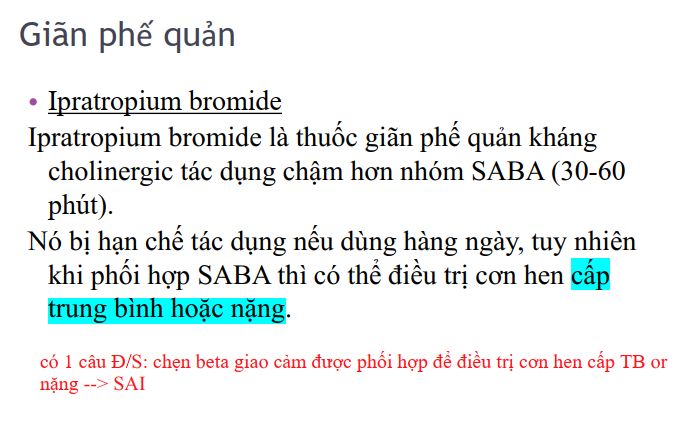 Giãn phế quản
• Ipratropium bromide
Ipratropium bromide là thuốc giãn phế quản kháng
cholinergic tác dụng chậm hơn nhóm SABA (30-60
phút).
Nó bị hạn chế tác dụng nếu dùng hàng ngày, tuy nhiên
khi phối hợp SABA thì có thể điều trị cơn hen cấp
trung bình hoặc nặng.
có 1 câu Đ/S: chẹn beta giao cảm được phối hợp để điều trị cơn hen cấp TB or
nặng --> SAI